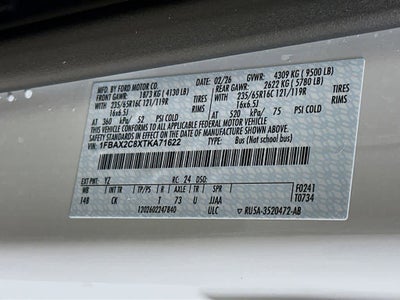 MFD. BY FORD MOTOR CO. 02/26 GVWR: 4309 KG (9500 LB)
FRONT GAWR: 1873 KG (4130 LB) REAR GAWR: 2622 KG (5780 LB)
235/65R16C 121/119R TIRES 235/65R16C 121/119R TIRES
16x6.5J RIMS 16x6.5J RIMS
AT 360 kPa/ 52 PSI COLD AT 520 kPa/ 75 PSI COLD
THIS VEHICLE CONFORMS TO ALL APPLICABLE FEDERAL MOTOR VEHICLE
SAFETY STANDARDS IN EFFECT ON THE DATE OF MANUFACTURE SHOWN ABOVE.
VIN: 1FBAX2C8XTKA71622 TYPE: Bus (Not school bus)
EXT PNT: YZ RC: 24 DSO: F0241
WB INT TR TP/PS R AXLE TR SPR T0734
148 CK T 73 U JJAA
1202602247840 ULC RU5A-3520472-AB